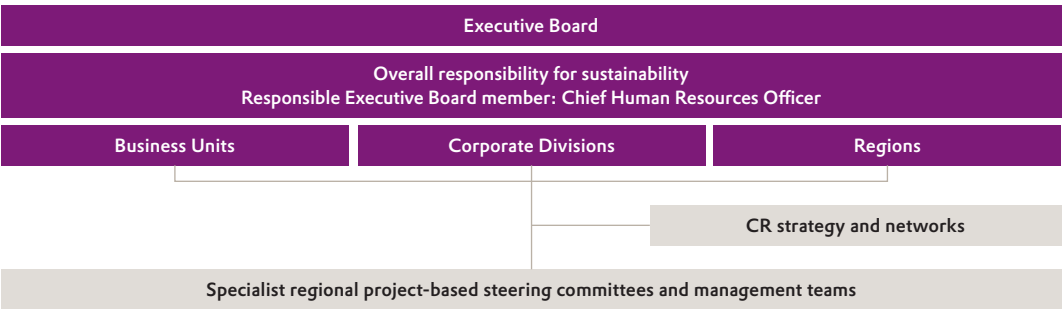 Executive Board
Overall responsibility for sustainability
Responsible Executive Board member: Chief Human Resources Officer
Business Units
Corporate Divisions
Regions
CR strategy and networks
Specialist regional project-based steering committees and management teams